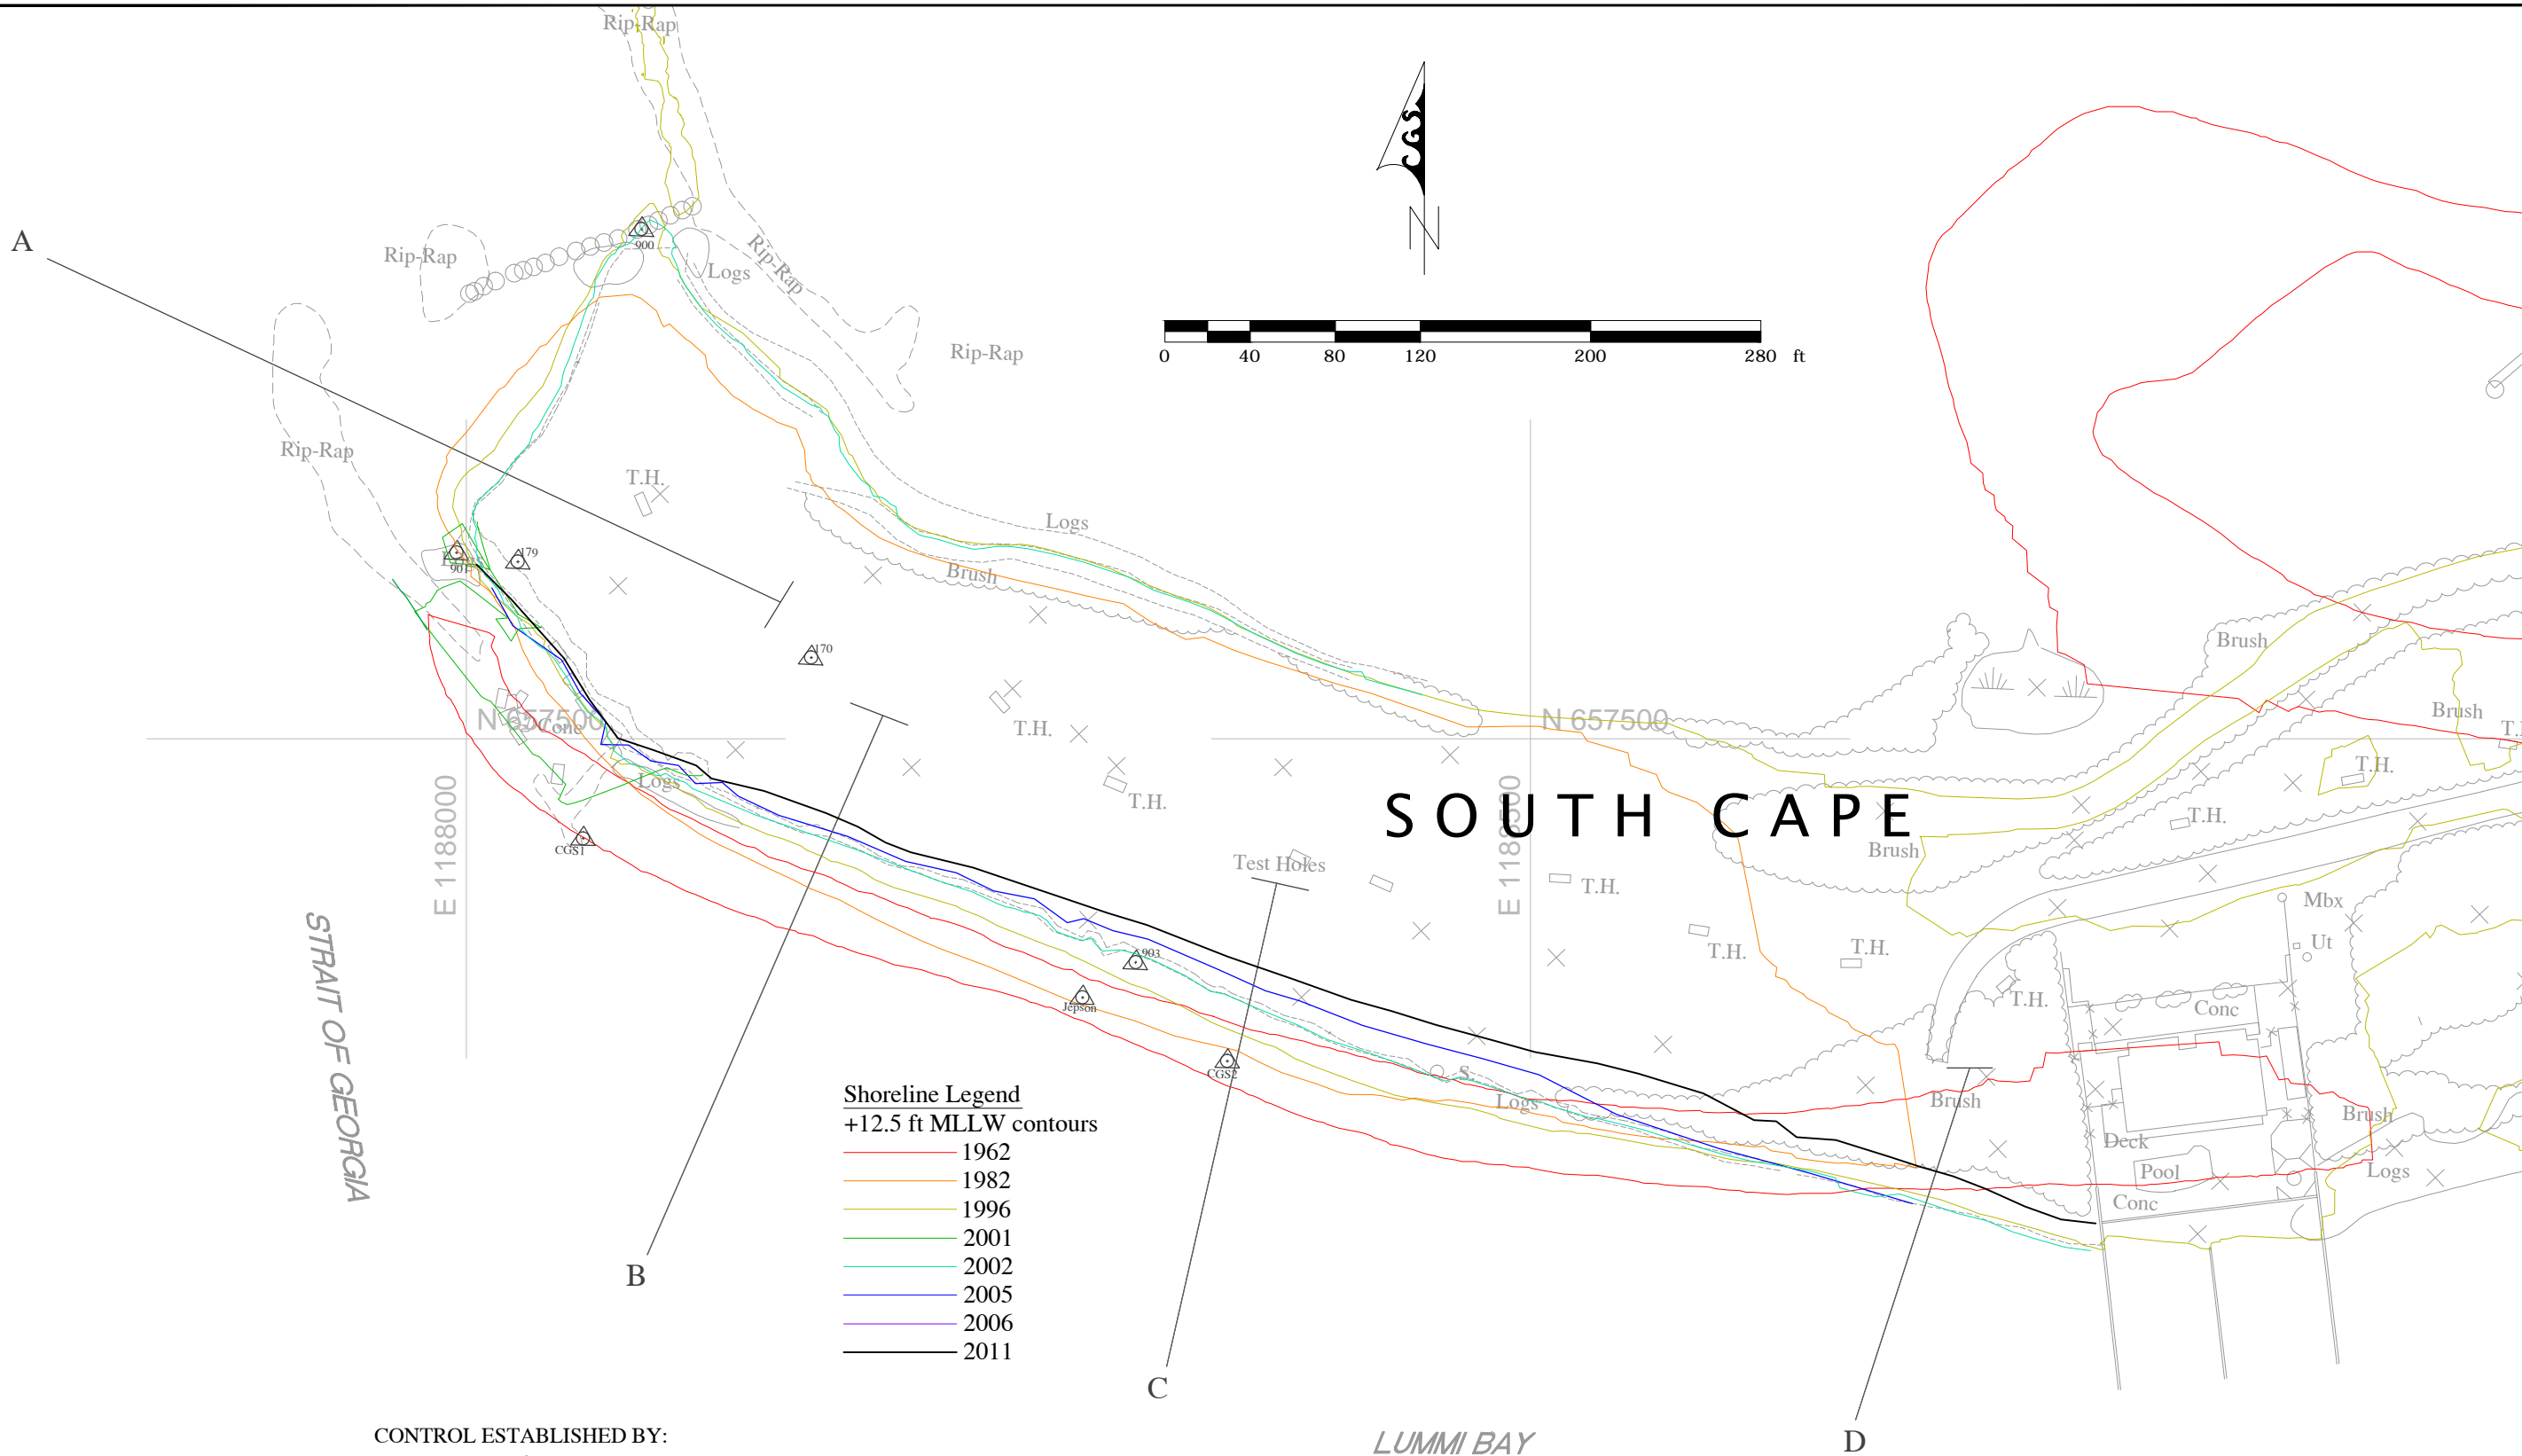 Rip-Rap
A
900
Rip-Rap
Rip-Rap
Logs
N
Rip-Rap
0 40 80 120 200 280 ft
Rip-Rap
T.H.
Logs
179
901
Brush
170
Brush
N 657500
Conc
T.H.
N 657500
Brush
T.H.
Logs
T.H.
E 1188000
E 1188500
SOUTH CAPE
T.H.
CGS1
Brush
Test Holes
T.H.
Mbx
Ut
STRAIT OF GEORGIA
903
T.H.
T.H.
Jepson
T.H.
Conc
CGS2
S
Logs
Brush
Brush
Deck
Pool
Logs
Conc
Shoreline Legend
+12.5 ft MLLW contours
1962
1982
1996
2001
2002
2005
2006
2011
B
C
D
CONTROL ESTABLISHED BY:
LUMMI BAY